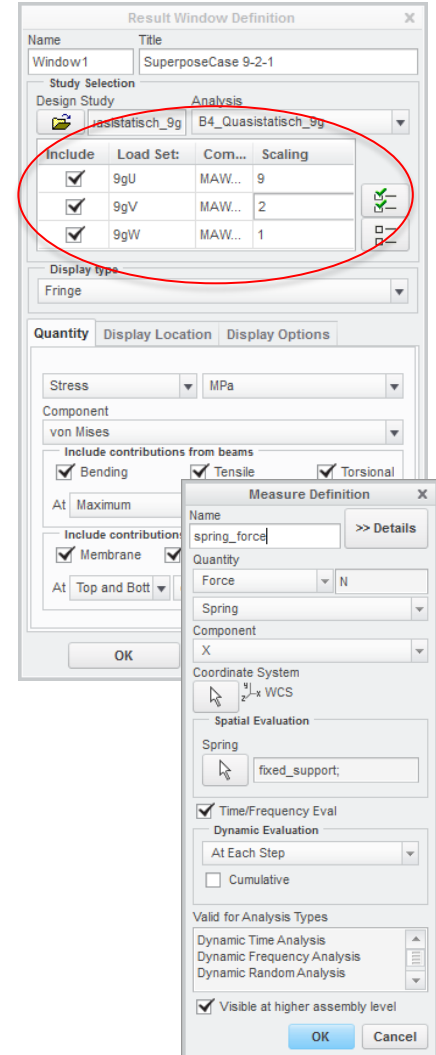 Result Window Definition X
Name Title
Window1 SuperposeCase 9-2-1
Study Selection
Design Study Analysis
uasistatisch_9g B4_Quasistatisch_9g
Include Load Set: Com... Scaling
9gU MAW... 9
9gV MAW... 2
9gW MAW... 1
Display type
Fringe
Quantity Display Location Display Options
Stress MPa
Component
von Mises
Include contributions from beams
Bending Tensile Torsional
At Maximum
Include contributions
Membrane
At Top and Bott
OK
Measure Definition X
Name
spring_force >> Details
Quantity
Force N
Spring
Component
X
Coordinate System
y z x WCS
Spatial Evaluation
Spring
fixed_support;
Time/Frequency Eval
Dynamic Evaluation
At Each Step
Cumulative
Valid for Analysis Types
Dynamic Time Analysis
Dynamic Frequency Analysis
Dynamic Random Analysis
Visible at higher assembly level
OK Cancel